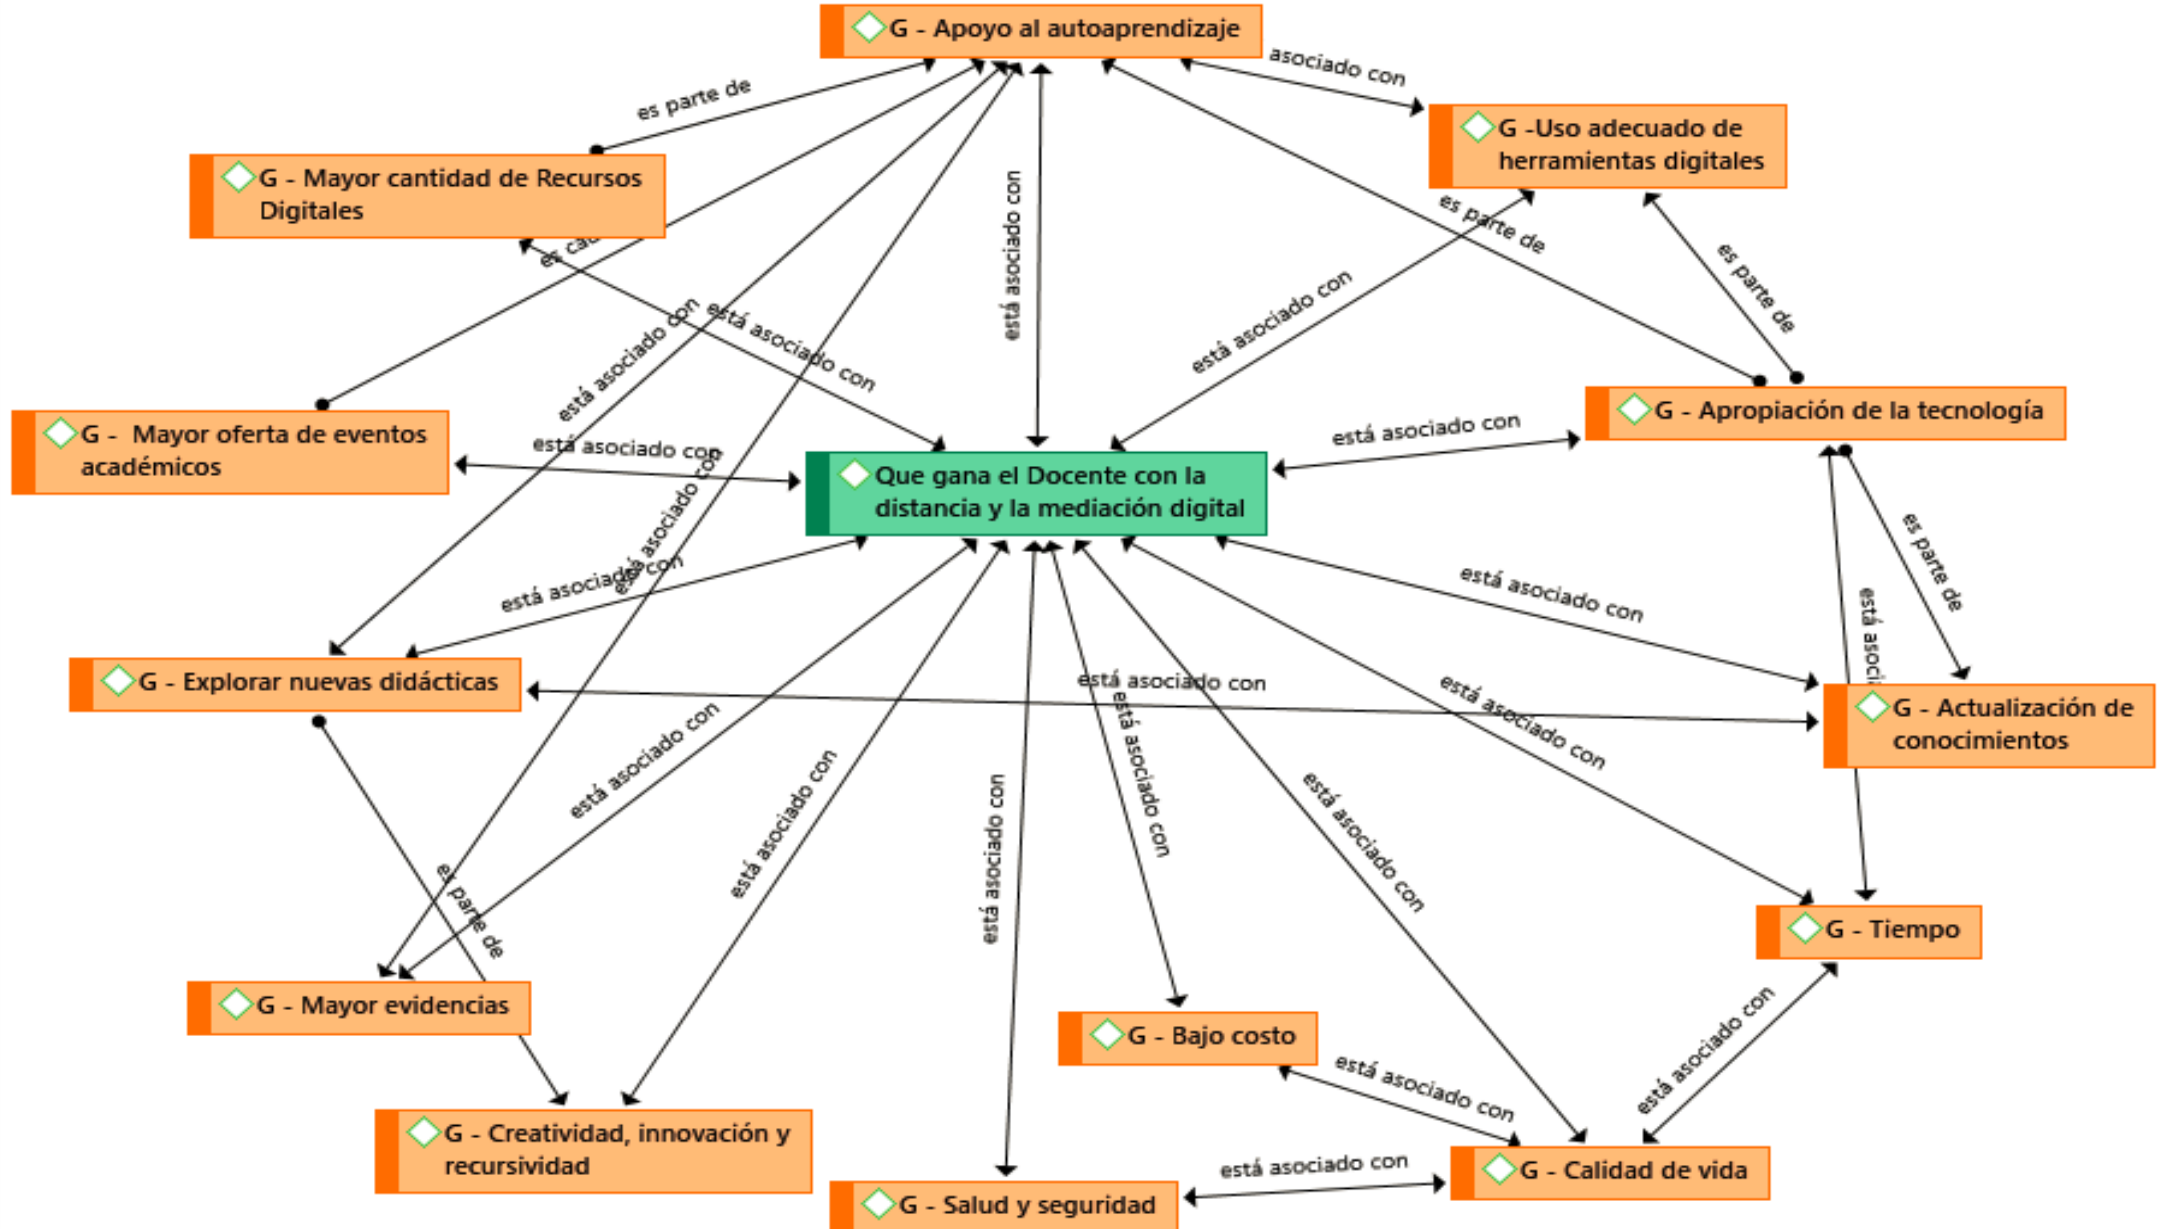 G - Apoyo al autoaprendizaje
asociado con
es parte de
G -Uso adecuado de
herramientas digitales
G - Mayor cantidad de Recursos
Digitales
está asociado con
es parte de
es parte de
está asociado con
está asociado con
está asociado con
G - Apropiación de la tecnología
G - Mayor oferta de eventos
académicos
está asociado con
está asociado con
Que gana el Docente con la
distancia y la mediación digital
está asociado con
está asociado con
está asociado con
es parte de
G - Explorar nuevas didácticas
está asociado con
está asociado con
G - Actualización de
conocimientos
está asociado con
está asociado con
está asociado con
está asociado con
está asociado con
es parte de
G - Tiempo
G - Mayor evidencias
G - Bajo costo
está asociado con
está asociado con
G - Creatividad, innovación y
recursividad
está asociado con
G - Calidad de vida
G - Salud y seguridad